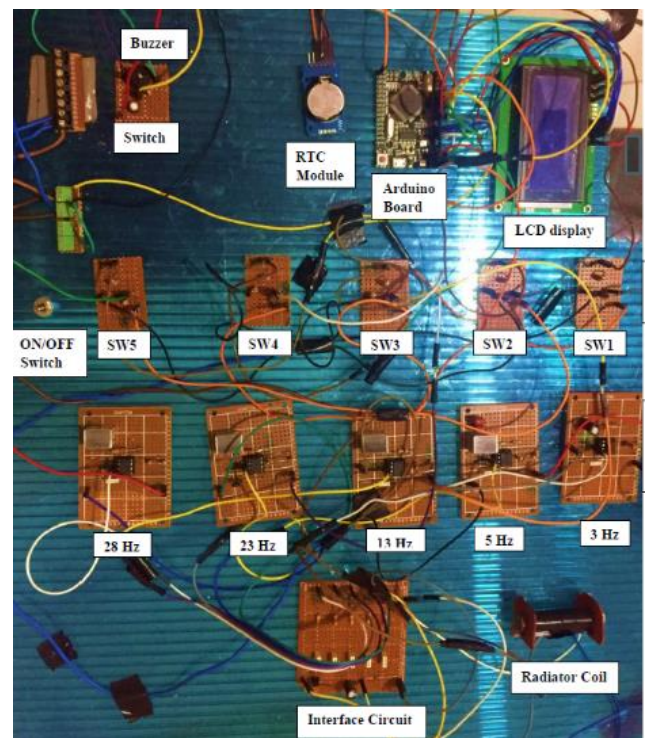 Buzzer
Switch
RTC
Module
Arduino
Board
LCD display
ON/OFF
Switch
SW5
SW4
SW3
SW2
SW1
28 Hz
23 Hz
13 Hz
5 Hz
3 Hz
Radiator Coil
Interface Circuit